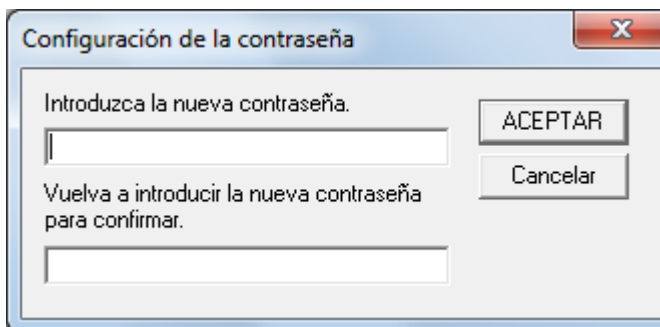 Configuración de la contraseña
Introduzca la nueva contraseña.
ACEPTAR
Cancelar
Vuelva a introducir la nueva contraseña
para confirmar.